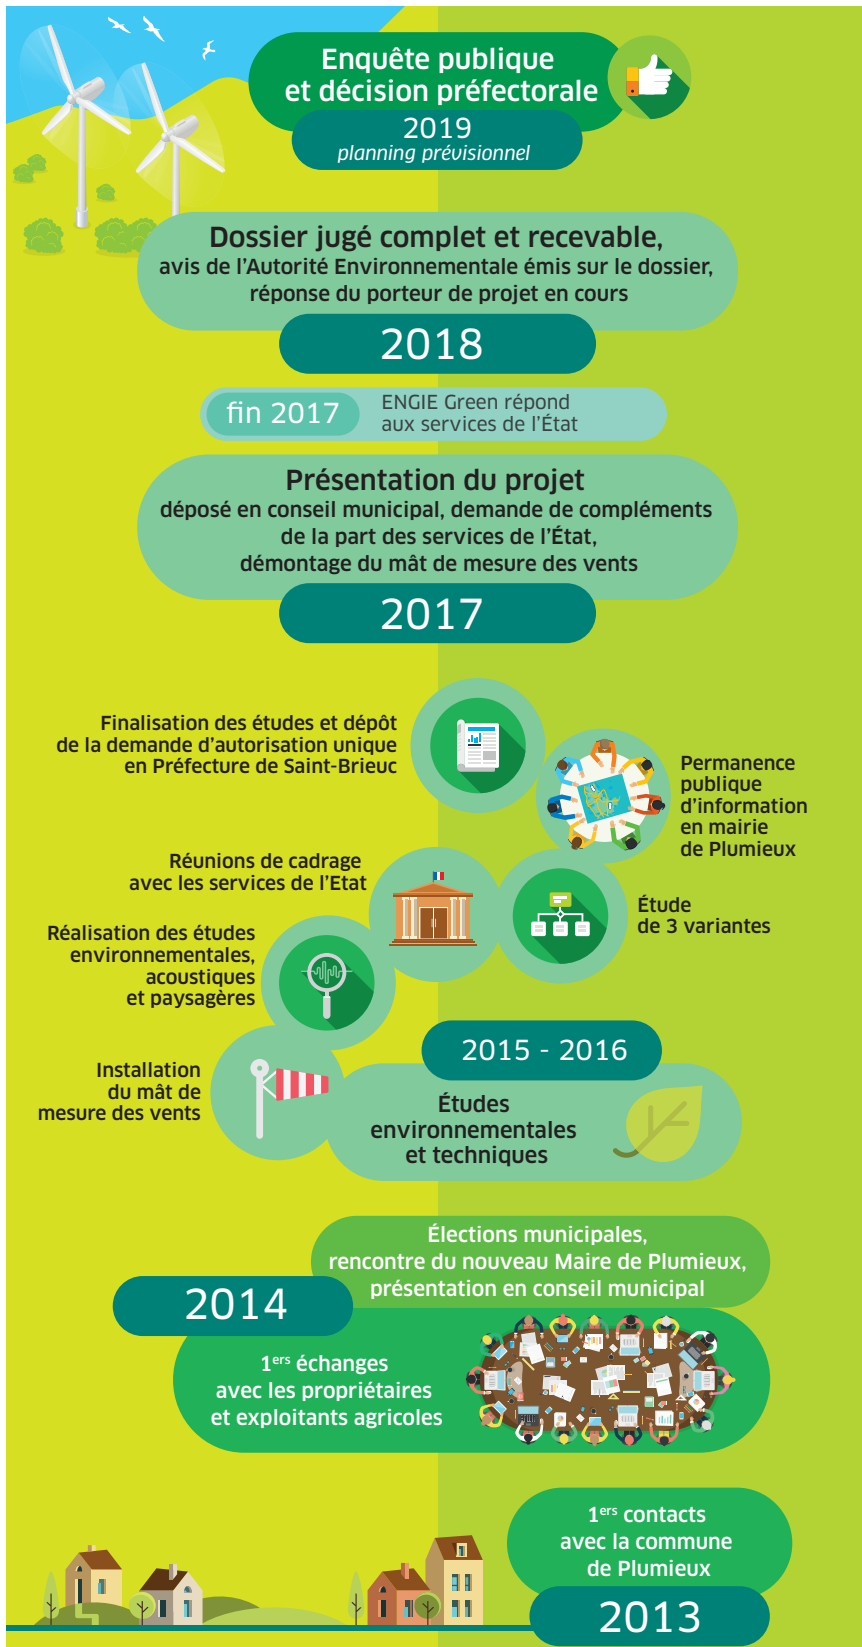 Enquête publique
et décision préfectorale
2019
planning prévisionnel
Dossier jugé complet et recevable,
avis de l'Autorité Environnementale émis sur le dossier,
réponse du porteur de projet en cours
2018
fin 2017
ENGIE Green répond
aux services de l'État
Présentation du projet
déposé en conseil municipal, demande de compléments
de la part des services de l'État,
démontage du mât de mesure des vents
2017
Finalisation des études et dépôt
de la demande d'autorisation unique
en Préfecture de Saint-Brieuc
Permanence
publique
d'information
en mairie
de Plumieux
Réunions de cadrage
avec les services de l'Etat
Étude
de 3 variantes
Réalisation des études
environnementales,
acoustiques
et paysagères
Installation
du mât de
mesure des vents
2015 - 2016
Études
environnementales
et techniques
Élections municipales,
rencontre du nouveau Maire de Plumieux,
présentation en conseil municipal
2014
1ers échanges
avec les propriétaires
et exploitants agricoles
1ers contacts
avec la commune
de Plumieux
2013